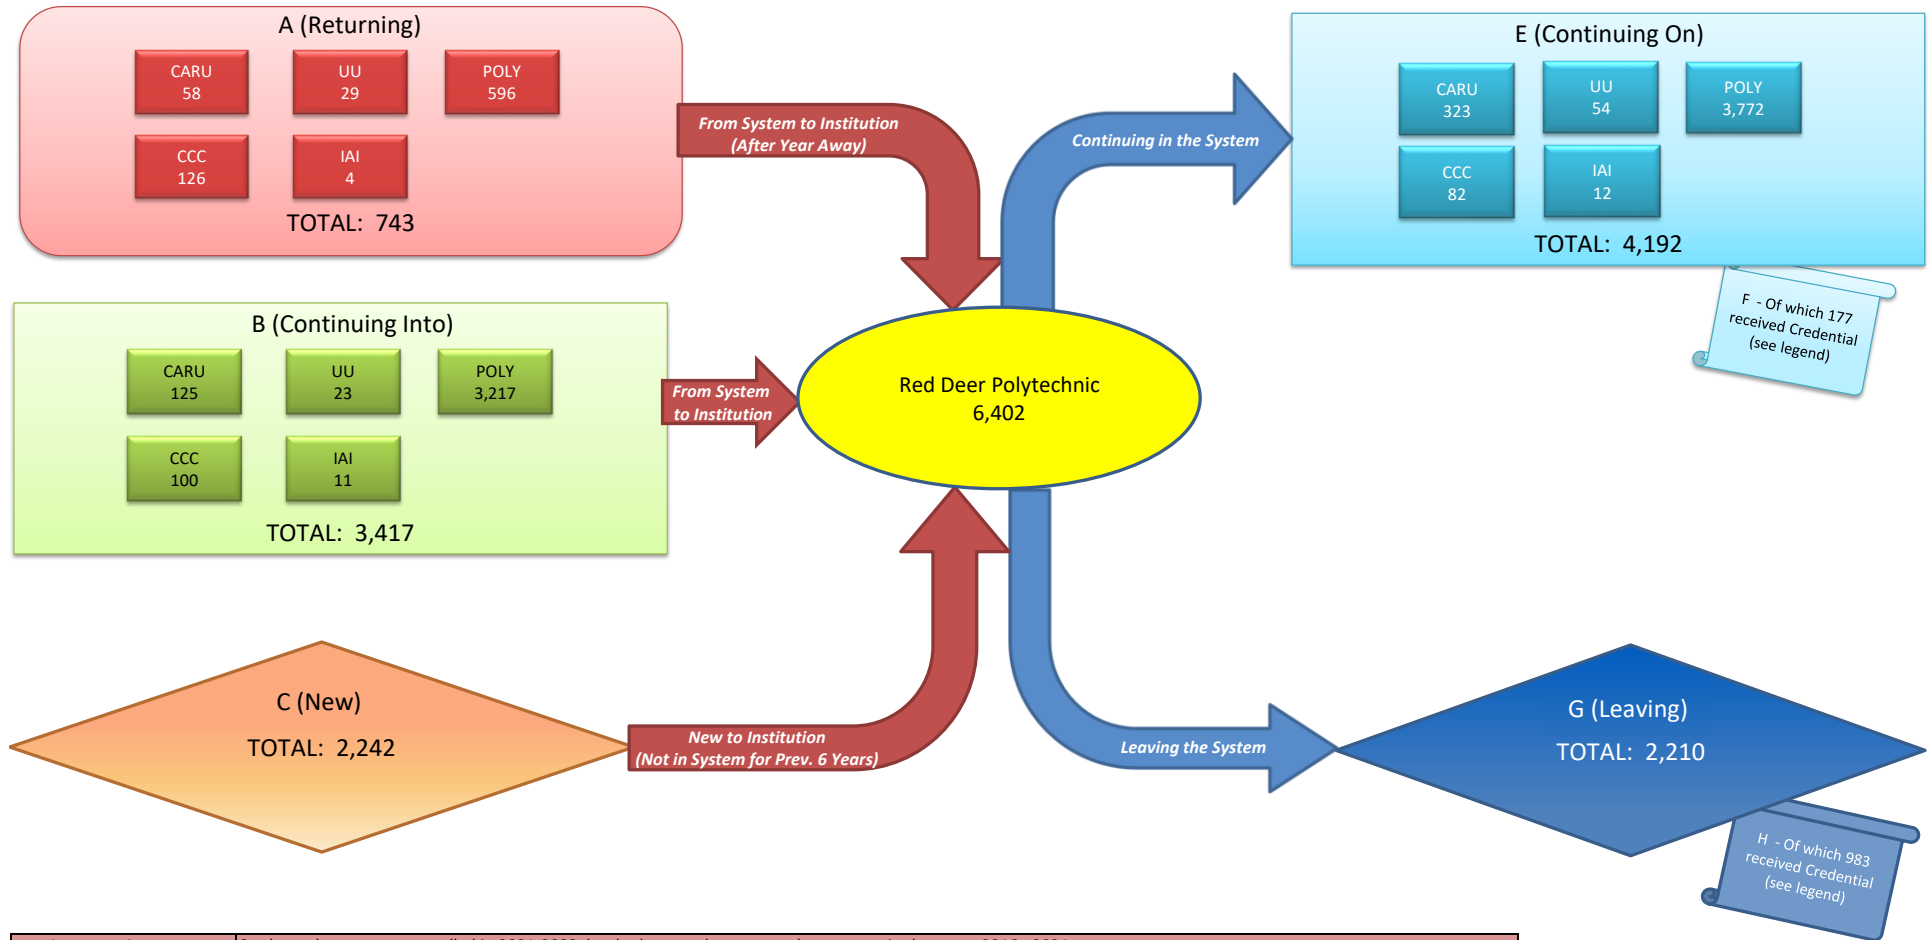 A (Returning)
CARU
58
UU
29
POLY
596
CCC
126
IAI
4
TOTAL: 743
From System to Institution
(After Year Away)
Continuing in the System
E (Continuing On)
CARU
323
UU
54
POLY
3,772
CCC
82
IAI
12
TOTAL: 4,192
F - Of which 177
received Credential
(see legend)
B (Continuing Into)
CARU
125
UU
23
POLY
3,217
CCC
100
IAI
11
TOTAL: 3,417
From System
to Institution
Red Deer Polytechnic
6,402
C (New)
TOTAL: 2,242
New to Institution
(Not in System for Prev. 6 Years)
Leaving the System
G (Leaving)
TOTAL: 2,210
H - Of which 983
received Credential
(see legend)